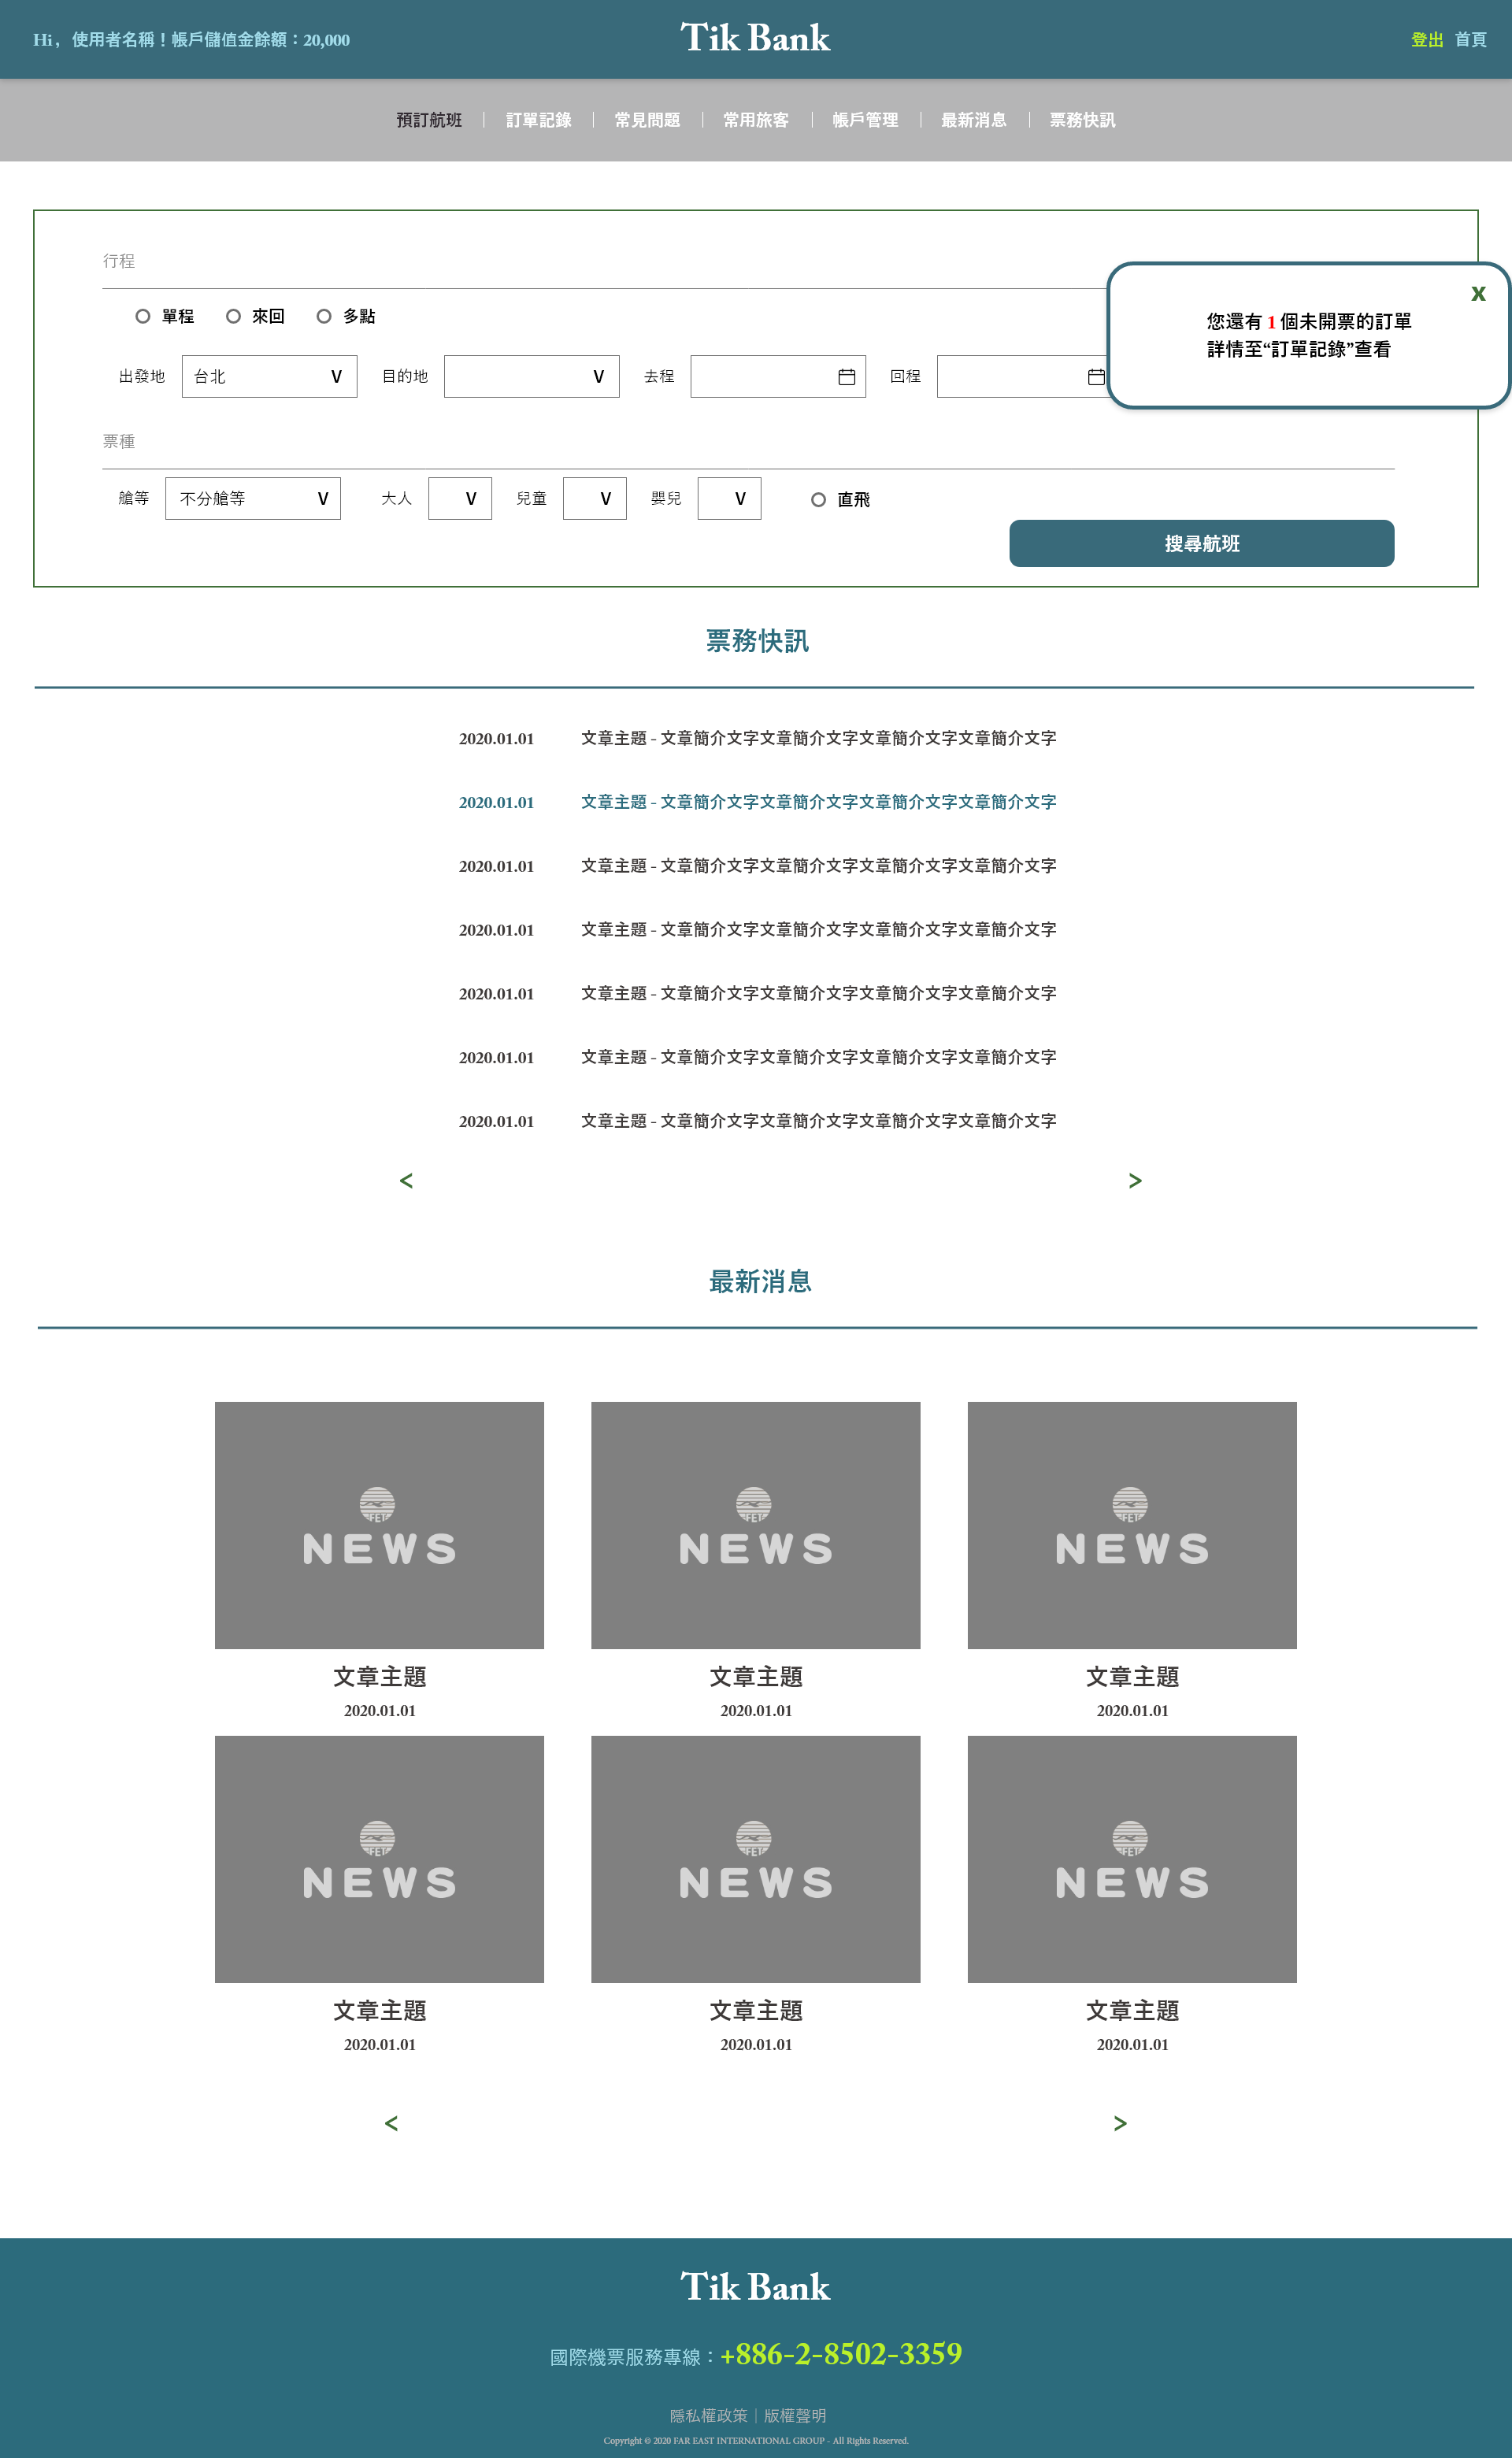 Hi, 使用者名稱！帳戶儲值金餘額：20,000
Tik Bank
登出 首頁
預訂航班 | 訂單記錄 | 常見問題 | 常用旅客 | 帳戶管理 | 最新消息 | 票務快訊
行程
x
您還有 1 個未開票的訂單
詳情至“訂單記錄”查看
單程 來回 多點
出發地 台北 V 目的地 V 去程 回程
票種
艙等 不分艙等 V 大人 V 兒童 V 嬰兒 V 直飛
搜尋航班
票務快訊
2020.01.01 文章主題 - 文章簡介文字文章簡介文字文章簡介文字文章簡介文字
2020.01.01 文章主題 - 文章簡介文字文章簡介文字文章簡介文字文章簡介文字
2020.01.01 文章主題 - 文章簡介文字文章簡介文字文章簡介文字文章簡介文字
2020.01.01 文章主題 - 文章簡介文字文章簡介文字文章簡介文字文章簡介文字
2020.01.01 文章主題 - 文章簡介文字文章簡介文字文章簡介文字文章簡介文字
2020.01.01 文章主題 - 文章簡介文字文章簡介文字文章簡介文字文章簡介文字
2020.01.01 文章主題 - 文章簡介文字文章簡介文字文章簡介文字文章簡介文字
< >
最新消息
FETC FETC FETC
NEWS NEWS NEWS
文章主題 文章主題 文章主題
2020.01.01 2020.01.01 2020.01.01
FETC FETC FETC
NEWS NEWS NEWS
文章主題 文章主題 文章主題
2020.01.01 2020.01.01 2020.01.01
< >
Tik Bank
國際機票服務專線：+886-2-8502-3359
隱私權政策｜版權聲明
Copyright © 2020 FAR EAST INTERNATIONAL GROUP - All Rights Reserved.